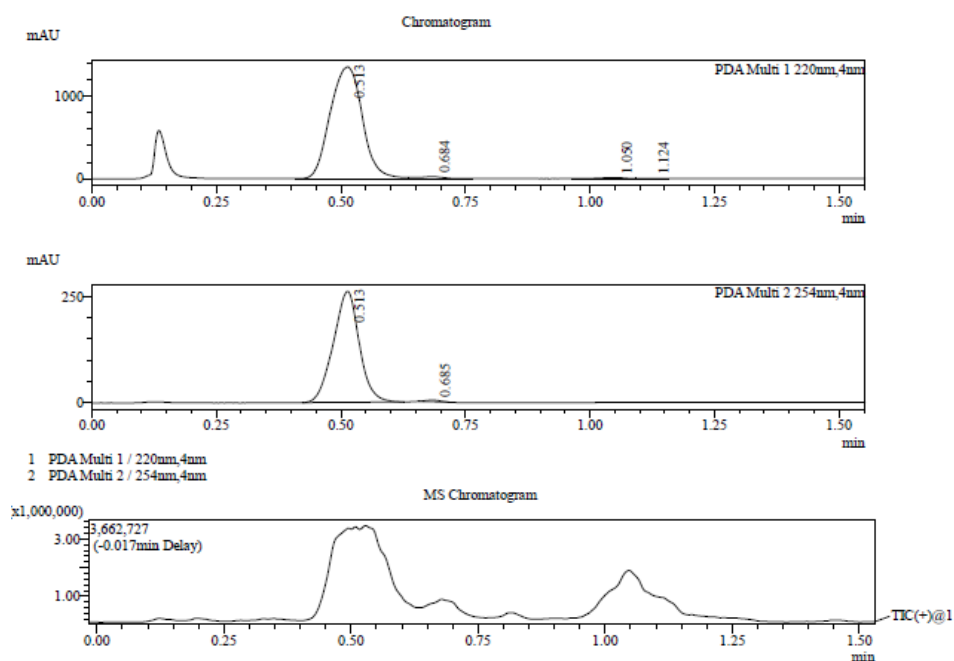 Chromatogram
mAU
PDA Multi 1 220nm,4nm
1000
0
0.513
0.684
1.050
1.124
0.00 0.25 0.50 0.75 1.00 1.25 1.50
min
mAU
PDA Multi 2 254nm,4nm
250
0
0.513
0.685
0.00 0.25 0.50 0.75 1.00 1.25 1.50
min
1 PDA Multi 1 / 220nm,4nm
2 PDA Multi 2 / 254nm,4nm
MS Chromatogram
(x1,000,000)
3,662,727
3.00
(-0.017min Delay)
1.00
TIC(+)@1
0.00 0.25 0.50 0.75 1.00 1.25 1.50
min